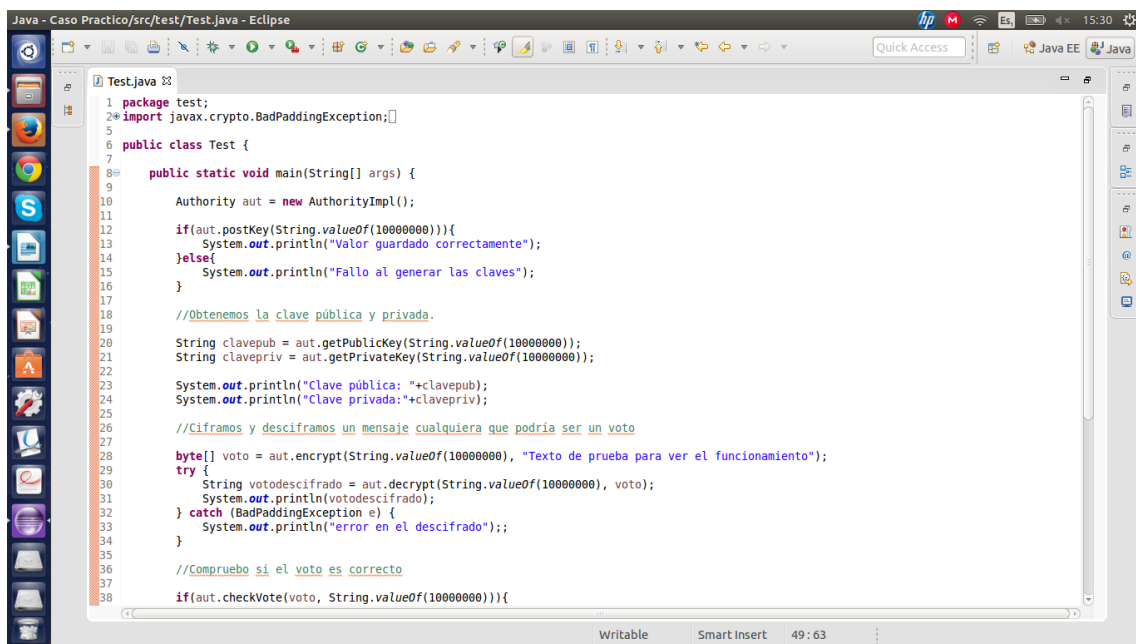 Java - Caso Practico/src/test/Test.java - Eclipse
hp M Es, 15:30
Quick Access Java EE Java
Test.java
1 package test;
2 import javax.crypto.BadPaddingException;
5
6 public class Test {
7
8 public static void main(String[] args) {
9
10 Authority aut = new AuthorityImpl();
11
12 if(aut.postKey(String.valueOf(10000000))){
13 System.out.println("Valor guardado correctamente");
14 }else{
15 System.out.println("Fallo al generar las claves");
16 }
17
18 //Obtenemos la clave pública y privada.
19
20 String clavepub = aut.getPublicKey(String.valueOf(10000000));
21 String clavepriv = aut.getPrivateKey(String.valueOf(10000000));
22
23 System.out.println("Clave pública: "+clavepub);
24 System.out.println("Clave privada:"+clavepriv);
25
26 //Ciframos y desciframos un mensaje cualquiera que podría ser un voto
27
28 byte[] voto = aut.encrypt(String.valueOf(10000000), "Texto de prueba para ver el funcionamiento");
29 try {
30 String votodescifrado = aut.decrypt(String.valueOf(10000000), voto);
31 System.out.println(votodescifrado);
32 } catch (BadPaddingException e) {
33 System.out.println("error en el descifrado");;
34 }
35
36 //Compruebo si el voto es correcto
37
38 if(aut.checkVote(voto, String.valueOf(10000000))){
Writable Smart Insert 49 : 63